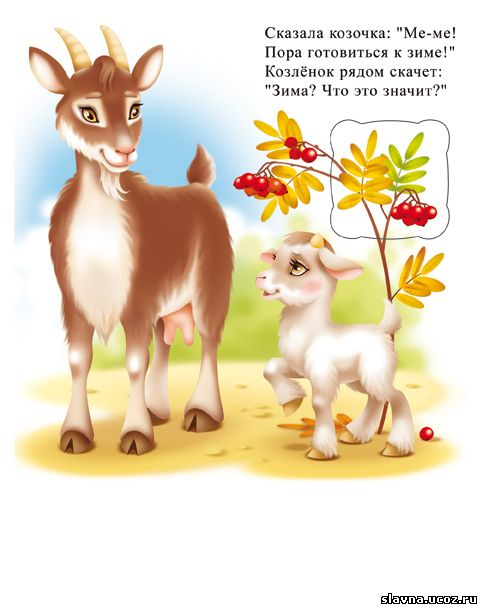 Сказала козочка: "Ме-ме!
Пора готовиться к зиме!"
Козлёнок рядом скачет:
"Зима? Что это значит?"
slavna.ucoz.ru